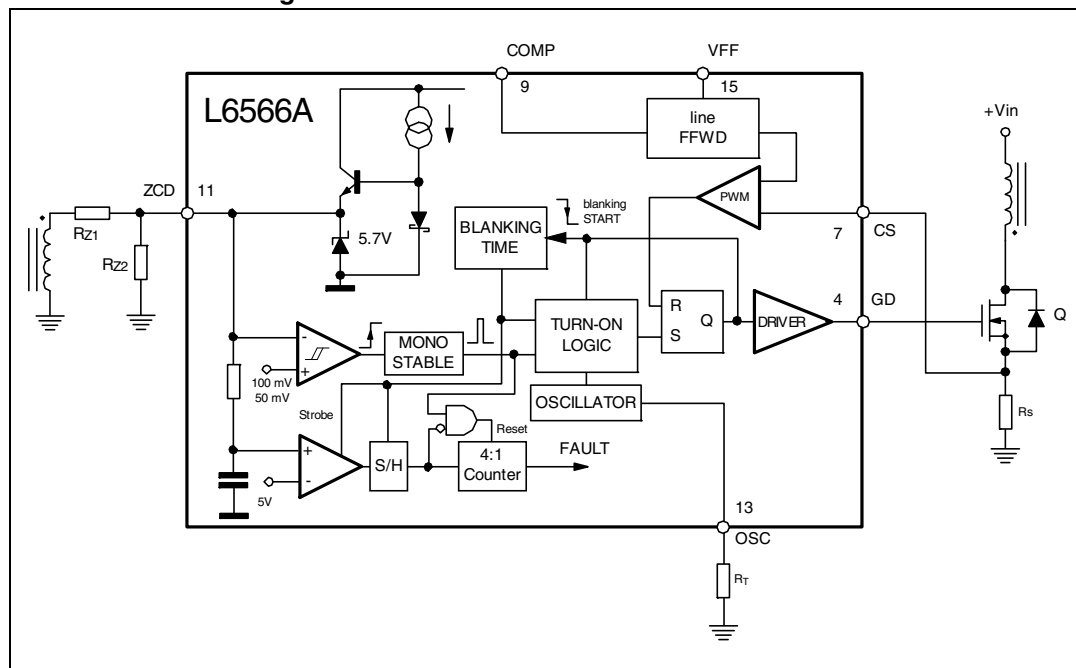 COMP
VFF
9
15
L6566A
line
FFWD
+Vin
ZCD
11
RZ1
RZ2
5.7V
PWM
blanking
START
BLANKING
TIME
7
CS
R
S
Q
4
GD
DRIVER
Q
TURN-ON
LOGIC
MONO
STABLE
-
+
100 mV
50 mV
OSCILLATOR
Rs
Strobe
Reset
FAULT
+
-
S/H
4:1
Counter
5V
13
OSC
RT